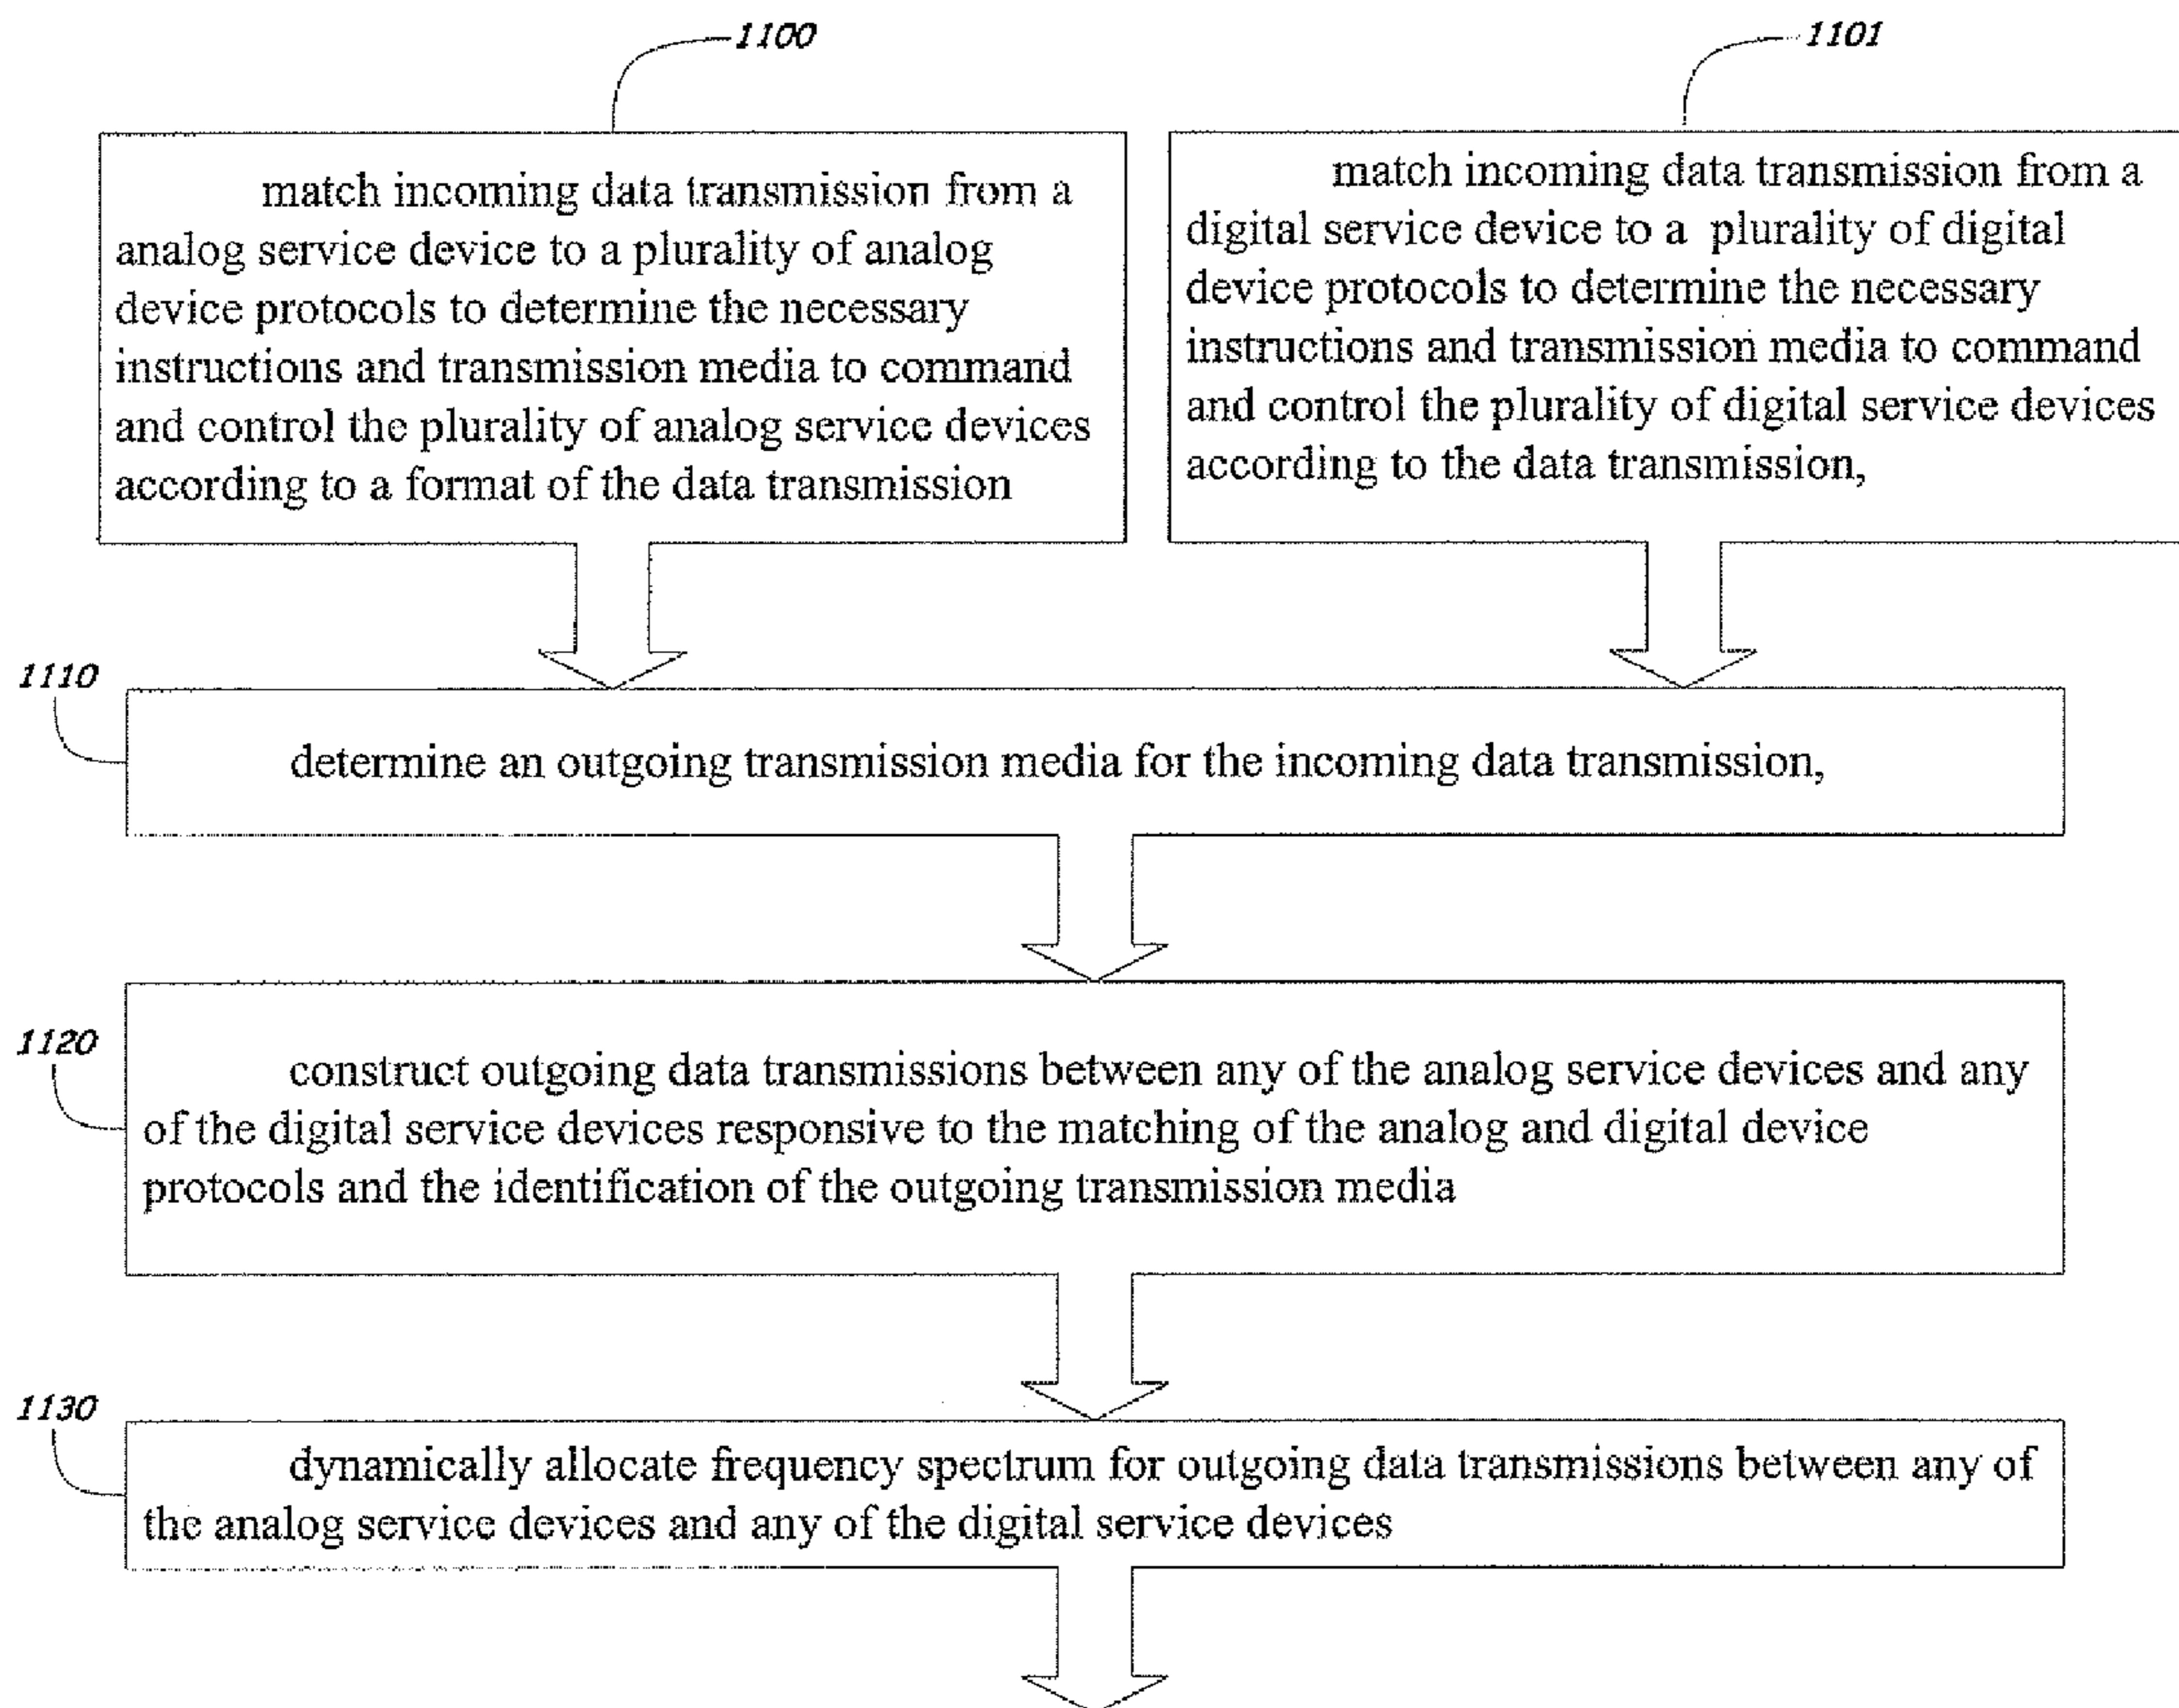 1100
match incoming data transmission from a
analog service device to a plurality of analog
device protocols to determine the necessary
instructions and transmission media to command
and control the plurality of analog service devices
according to a format of the data transmission
1101
match incoming data transmission from a
digital service device to a plurality of digital
device protocols to determine the necessary
instructions and transmission media to command
and control the plurality of digital service devices
according to the data transmission,
1110
determine an outgoing transmission media for the incoming data transmission,
1120
construct outgoing data transmissions between any of the analog service devices and any
of the digital service devices responsive to the matching of the analog and digital device
protocols and the identification of the outgoing transmission media
1130
dynamically allocate frequency spectrum for outgoing data transmissions between any of
the analog service devices and any of the digital service devices